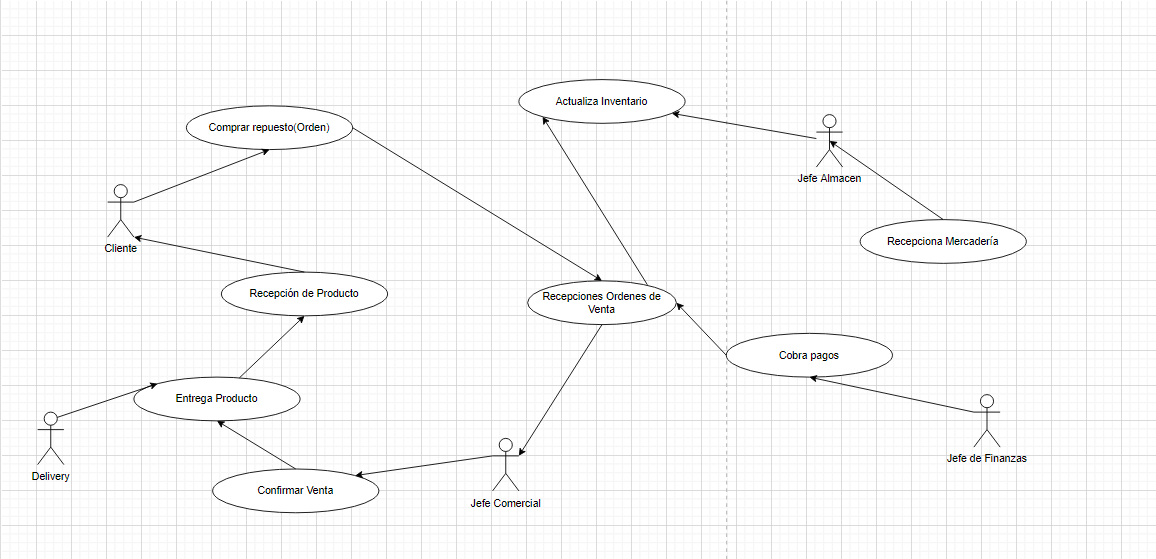 Actualiza Inventario
Comprar repuesto(Orden)
Jefe Almacen
Cliente
Recepciona Mercadería
Recepción de Producto
Recepciones Ordenes de
Venta
Cobra pagos
Entrega Producto
Jefe de Finanzas
Delivery
Confirmar Venta
Jefe Comercial